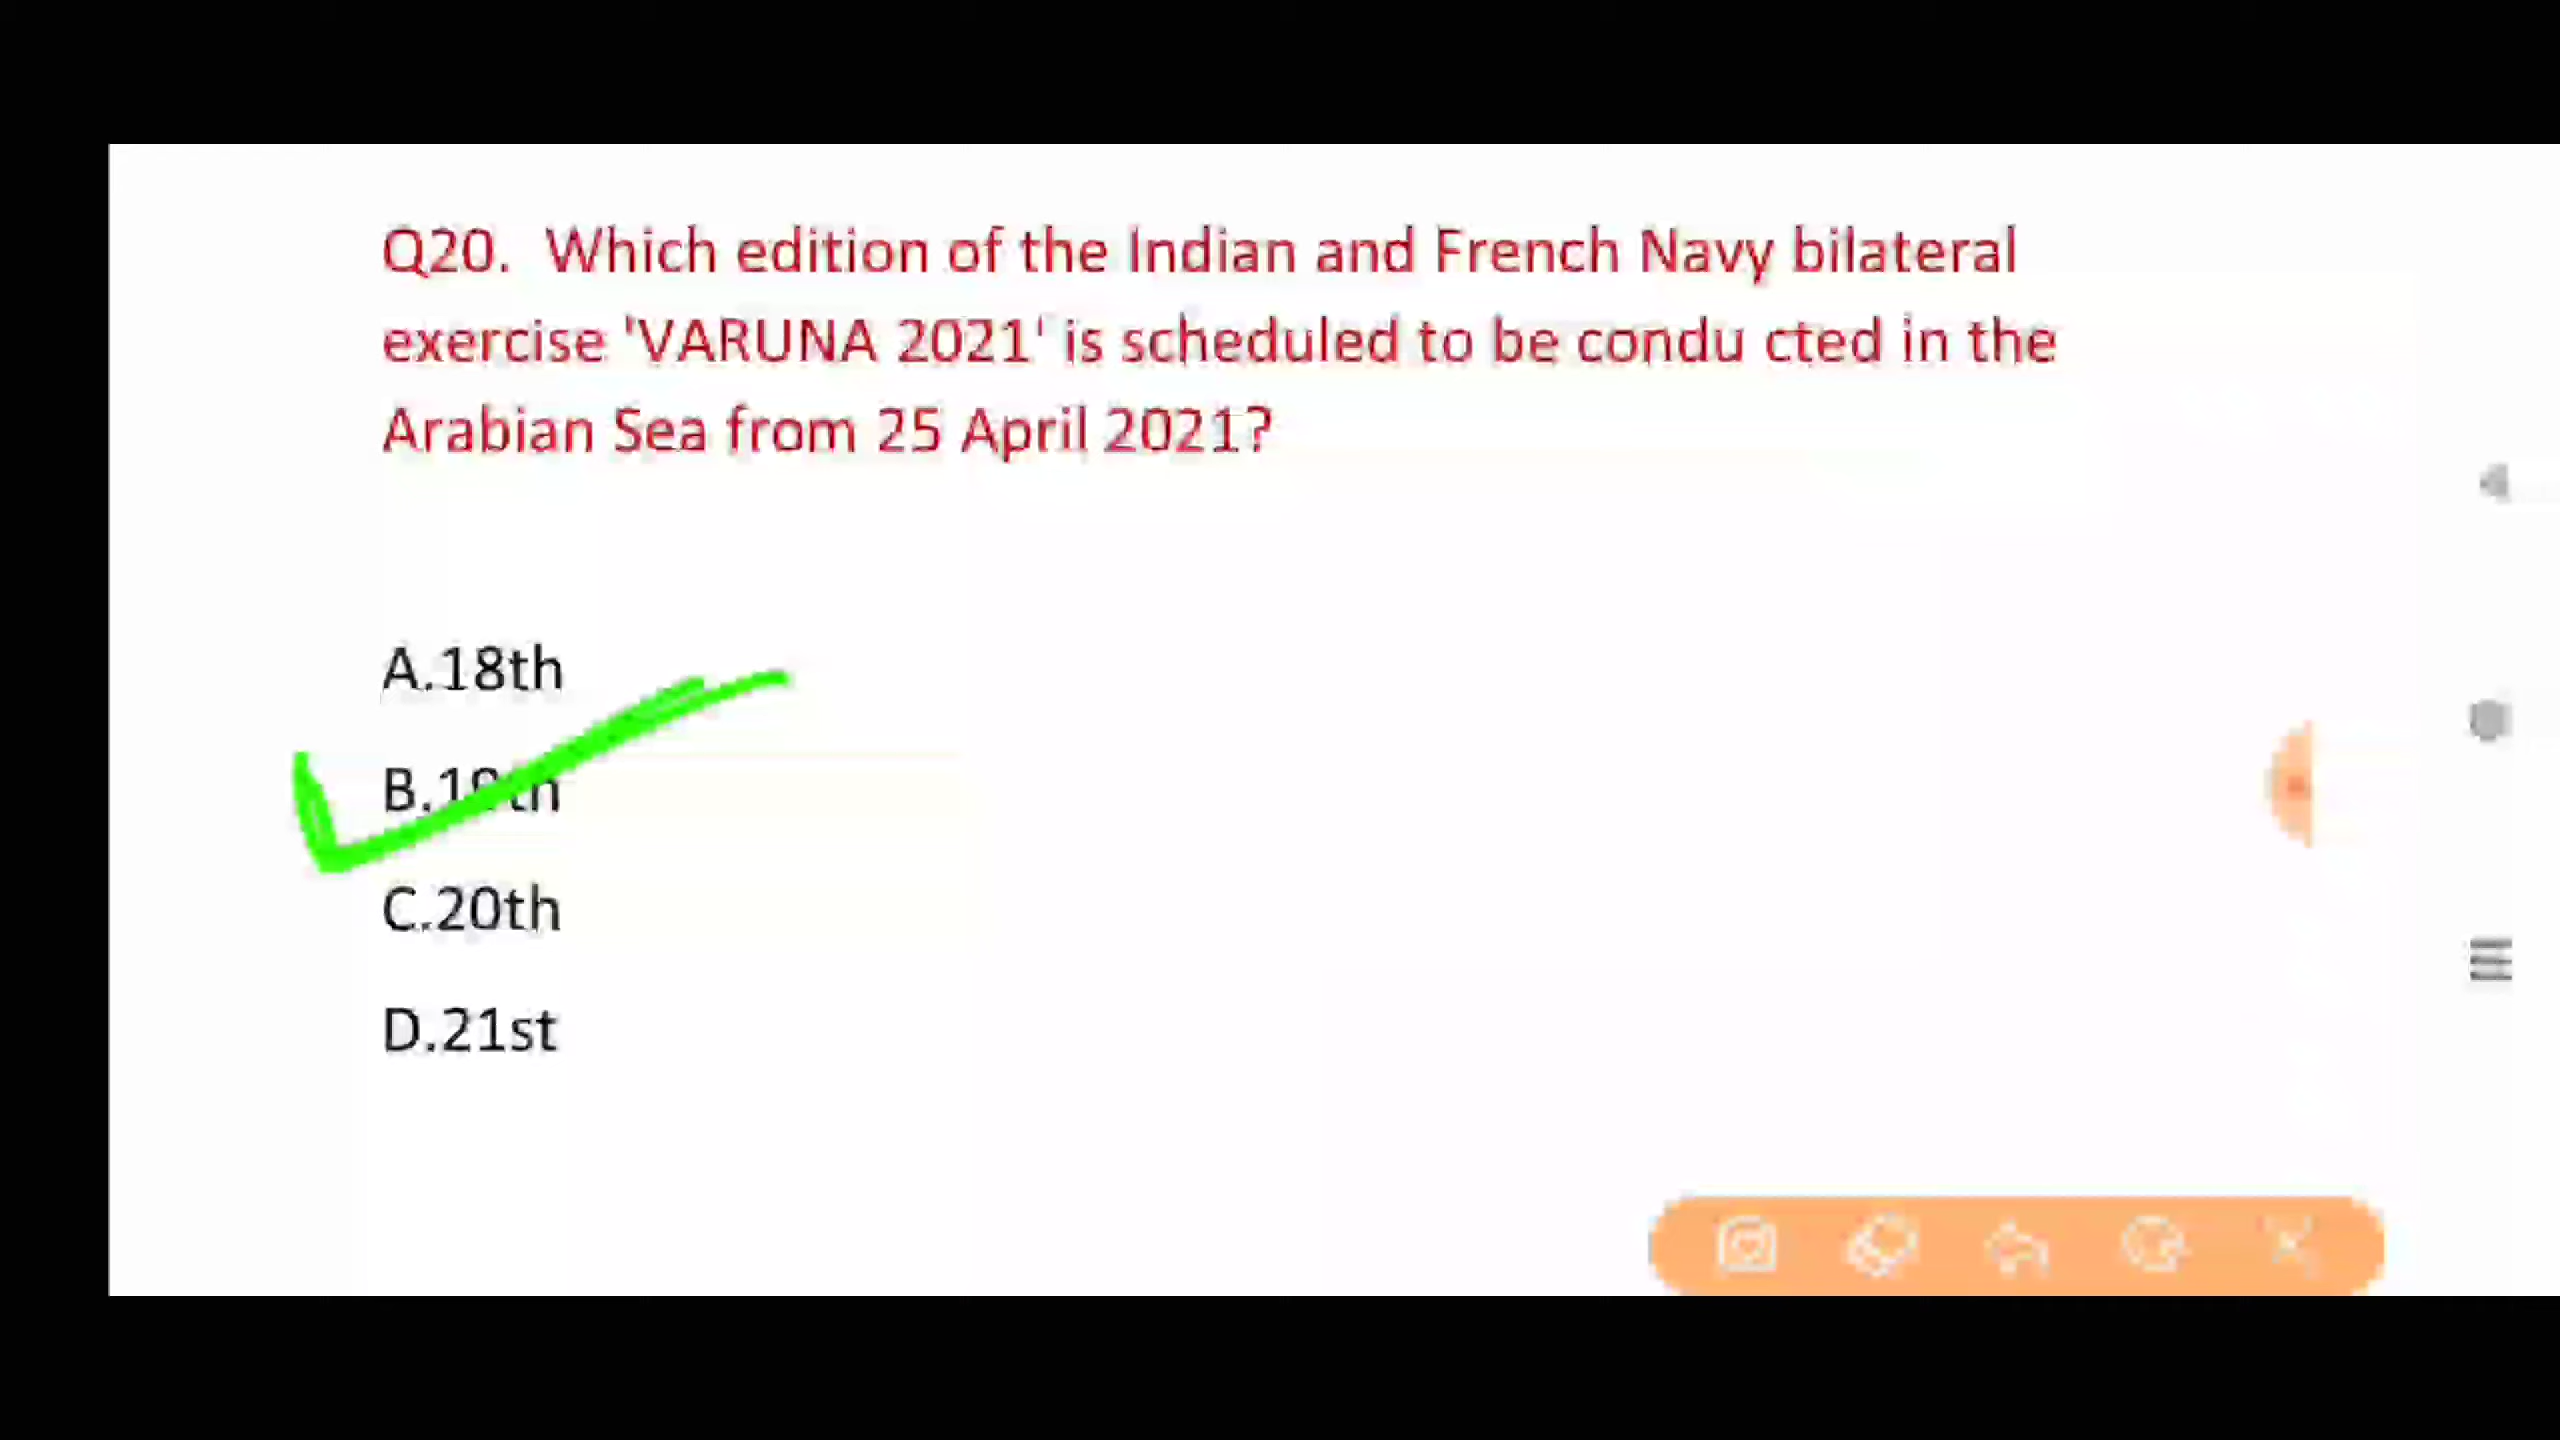 Q20. Which edition of the Indian and French Navy bilateral
exercise 'VARUNA 2021' is scheduled to be condu cted in the
Arabian Sea from 25 April 2021?
A.18th
B.19th
C.20th
D.21st